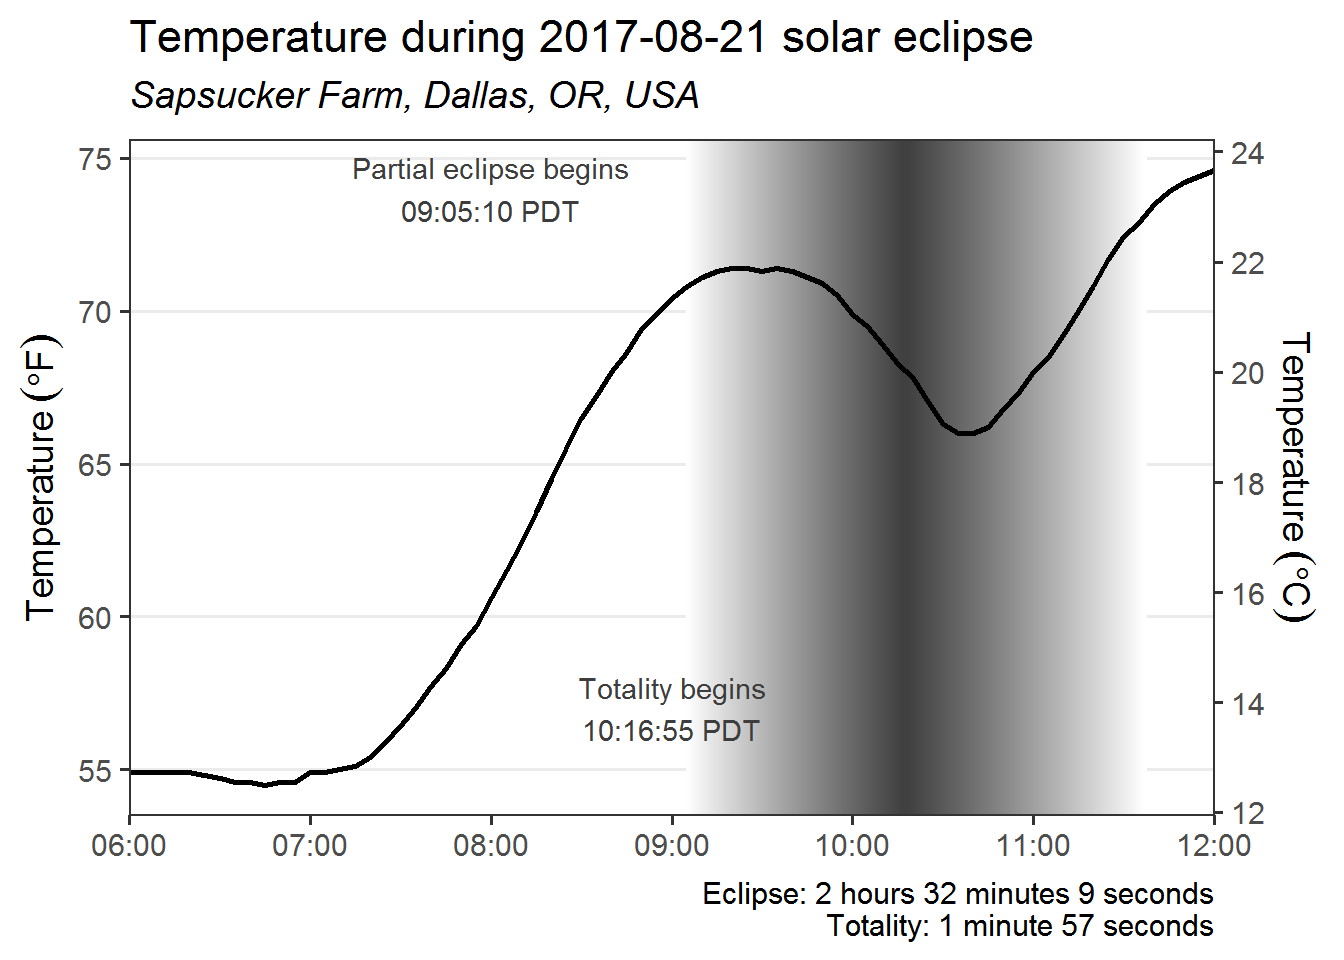 Temperature during 2017-08-21 solar eclipse
Sapsucker Farm, Dallas, OR, USA
Partial eclipse begins
09:05:10 PDT
Totality begins
10:16:55 PDT
Temperature (°F)
75
70
65
60
55
24
22
20
18
16
14
12
Temperature (°C)
06:00 07:00 08:00 09:00 10:00 11:00 12:00
Eclipse: 2 hours 32 minutes 9 seconds
Totality: 1 minute 57 seconds